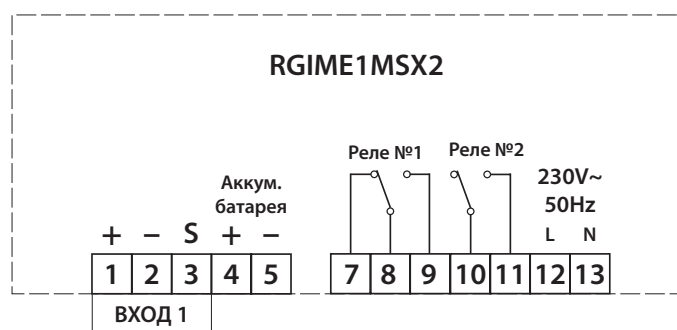 RGIME1MSX2
Реле №1 Реле №2
Аккум.
батарея
230V~
50Hz
+ − S + − L N
1 2 3 4 5 7 8 9 10 11 12 13
ВХОД 1